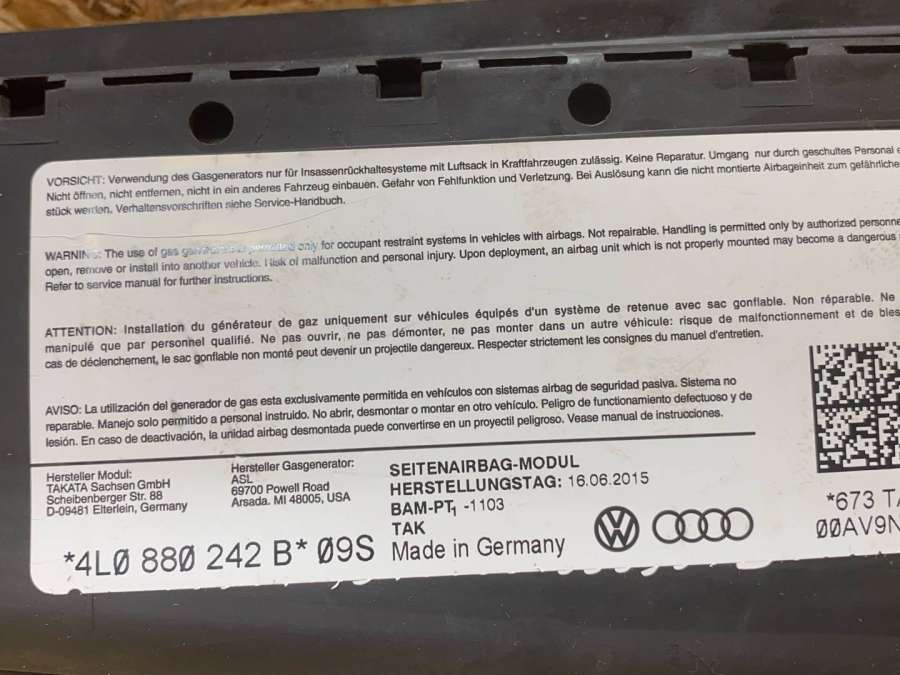 VORSICHT: Verwendung des Gasgenerators nur für Insassenrückhaltesysteme mit Luftsack in Kraftfahrzeugen zulässig. Keine Reparatur. Umgang nur durch geschultes Personal
Nicht öffnen, nicht entfernen, nicht in ein anderes Fahrzeug einbauen. Gefahr von Fehlfunktion und Verletzung. Bei Auslösung kann die nicht montierte Airbageinheit zum gefährliche
stück werden. Verhaltensvorschriften siehe Service-Handbuch.
WARNING: The use of gas permitted only for occupant restraint systems in vehicles with airbags. Not repairable. Handling is permitted only by authorized personne
open, remove or install into another vehicle. Risk of malfunction and personal injury. Upon deployment, an airbag unit which is not properly mounted may become a dangerous
Refer to service manual for further instructions.
ATTENTION: Installation du générateur de gaz uniquement sur véhicules équipés d'un système de retenue avec sac gonflable. Non réparable. Ne
manipulé que par personnel qualifié. Ne pas ouvrir, ne pas démonter, ne pas monter dans un autre véhicule: risque de malfonctionnement et de bles
cas de déclenchement, le sac gonflable non monté peut devenir un projectile dangereux. Respecter strictement les consignes du manuel d'entretien.
AVISO: La utilización del generador de gas esta exclusivamente permitida en vehículos con sistemas airbag de seguridad pasiva. Sistema no
reparable. Manejo solo permitido a personal instruido. No abrir, desmontar o montar en otro vehículo. Peligro de funcionamiento defectuoso y de
lesión. En caso de deactivación, la unidad airbag desmontada puede convertirse en un proyectil peligroso. Vease manual de instrucciones.
Hersteller Modul:
TAKATA Sachsen GmbH
Scheibenberger Str. 88
D-09481 Elterlein, Germany
Hersteller Gasgenerator:
ASL
69700 Powell Road
Arsada. MI 48005, USA
SEITENAIRBAG-MODUL
HERSTELLUNGSTAG: 16.06.2015
BAM-PT₁ -1103
TAK
Made in Germany
*4L0 880 242 B* 09S
*673 TA
00AV9N